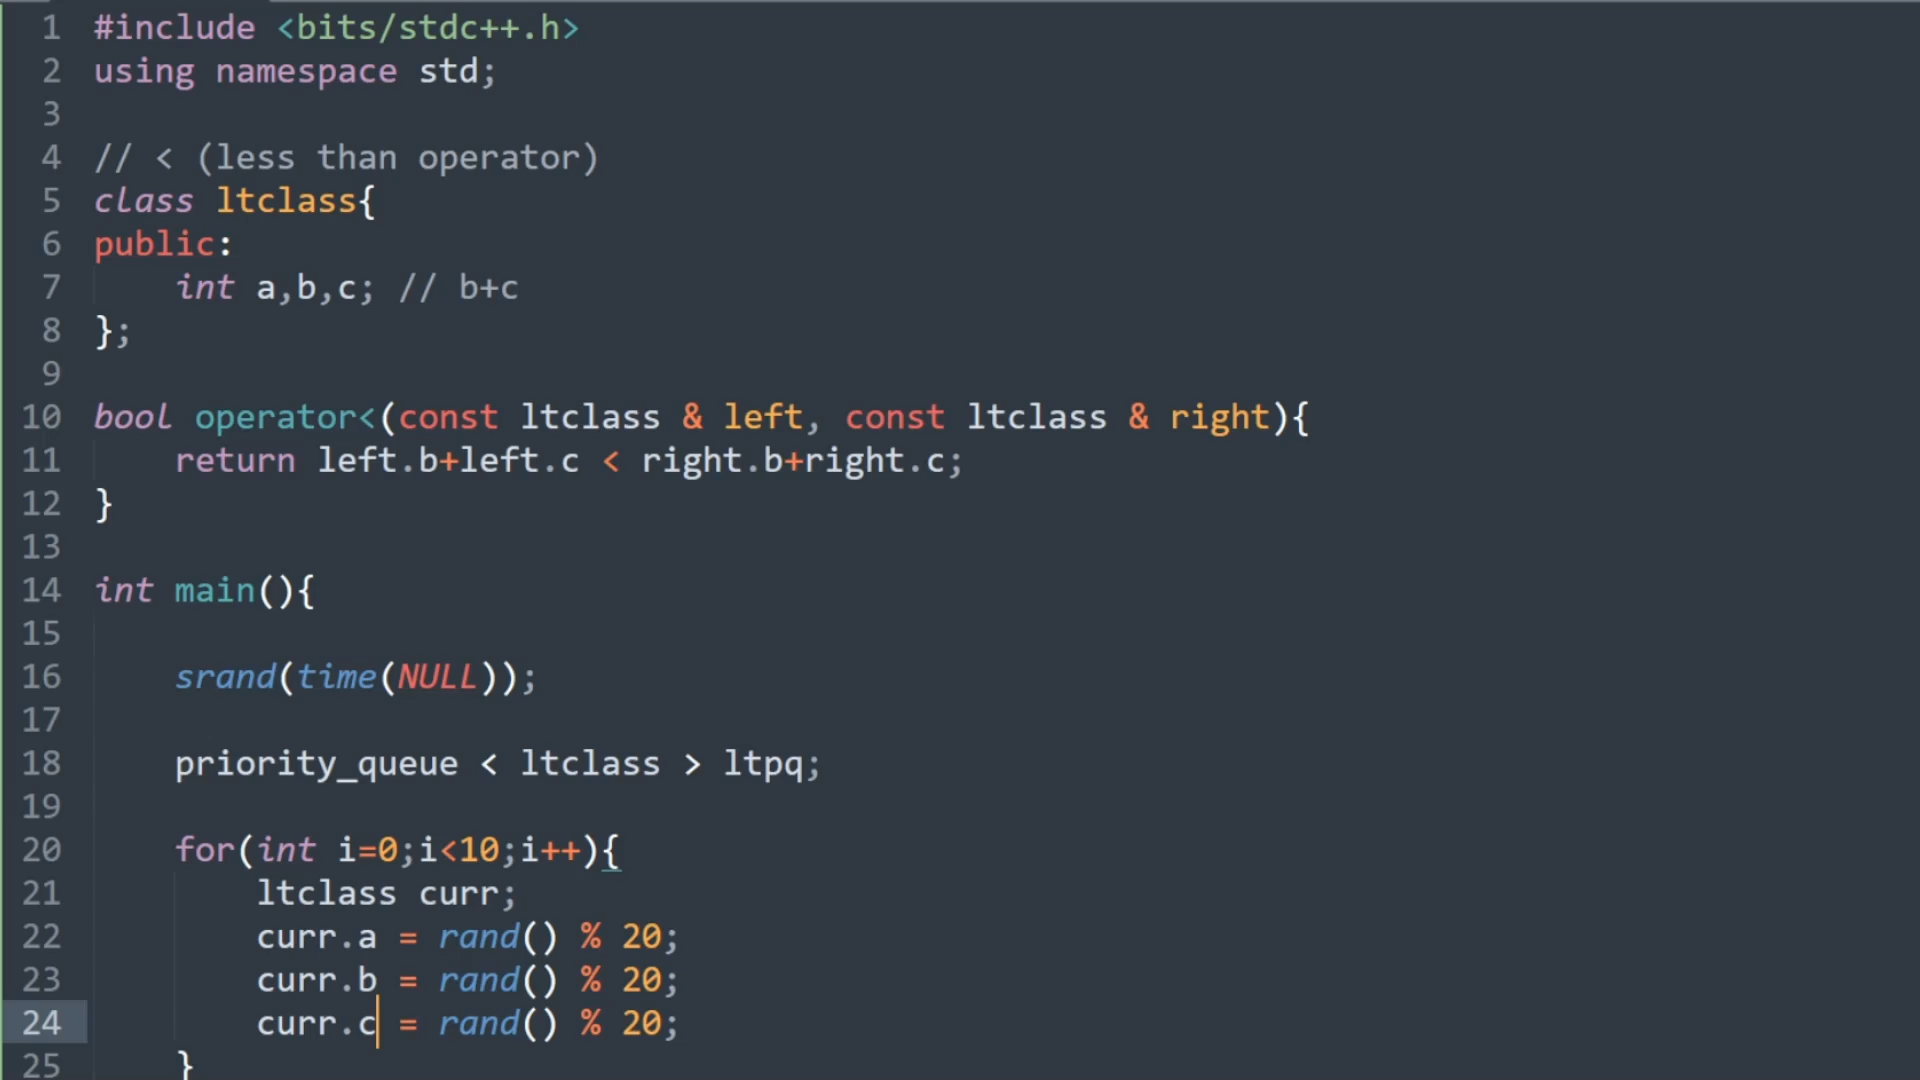 1 #include <bits/stdc++.h>
2 using namespace std;
3
4 // < (less than operator)
5 class ltclass{
6 public:
7     int a,b,c; // b+c
8 };
9
10 bool operator<(const ltclass & left, const ltclass & right){
11     return left.b+left.c < right.b+right.c;
12 }
13
14 int main(){
15
16     srand(time(NULL));
17
18     priority_queue < ltclass > ltpq;
19
20     for(int i=0;i<10;i++){
21         ltclass curr;
22         curr.a = rand() % 20;
23         curr.b = rand() % 20;
24         curr.c = rand() % 20;
25     }